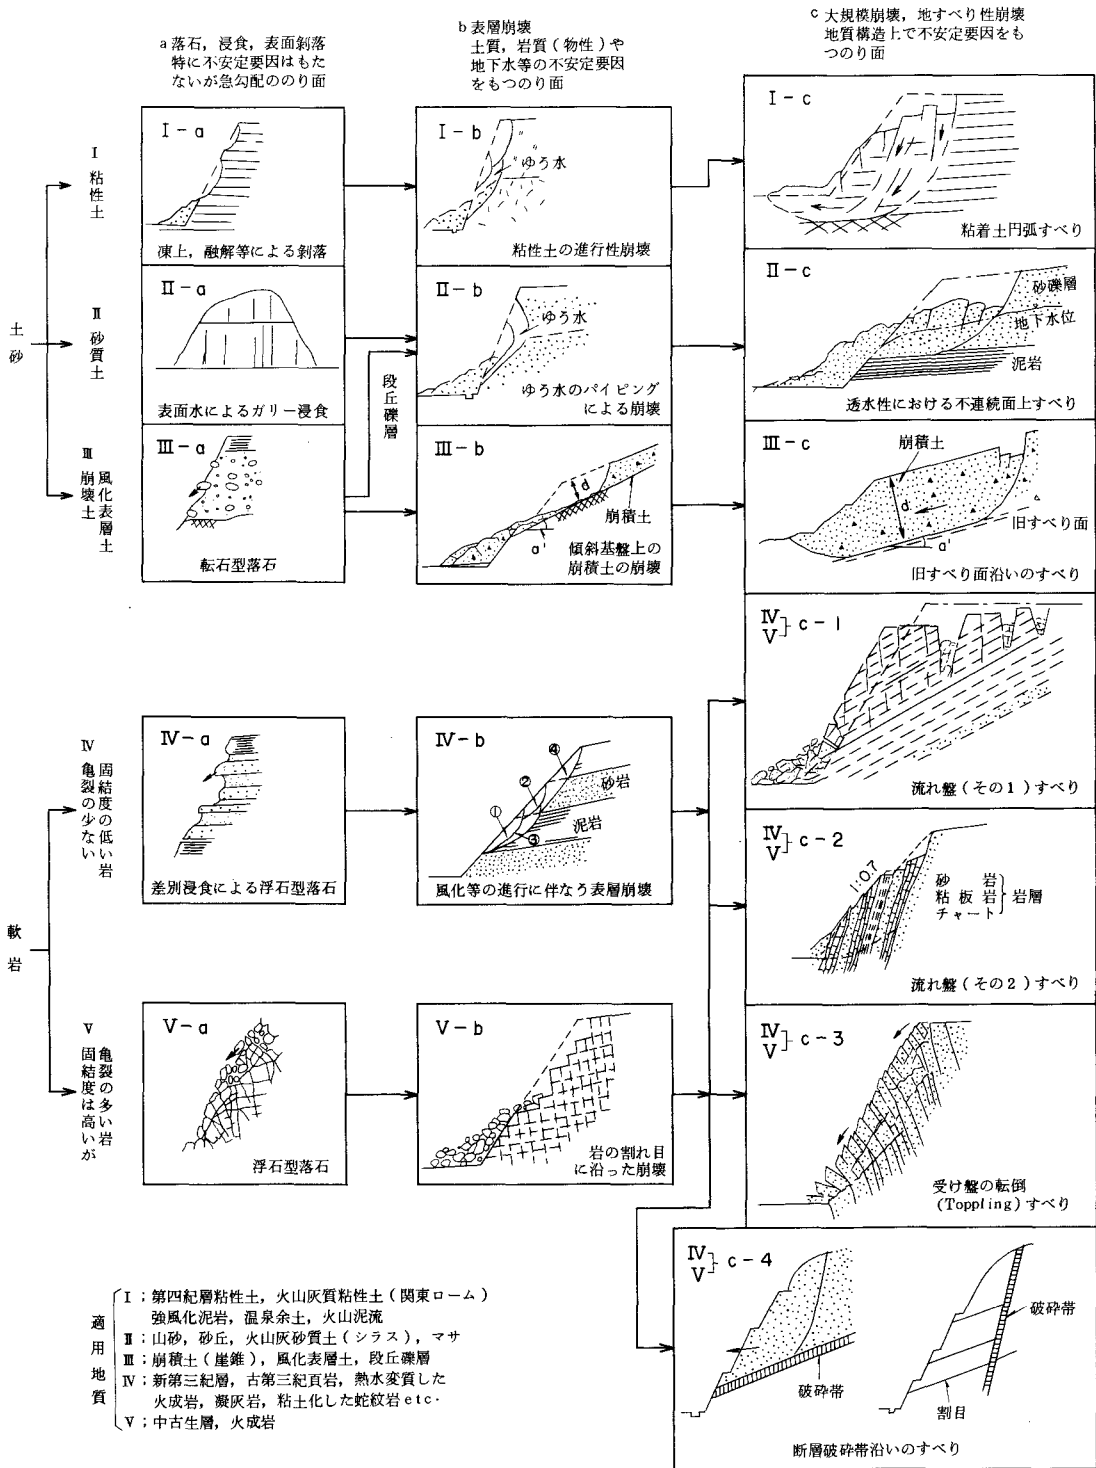 a 落石，浸食，表面剝落
特に不安定要因はもた
ないが急勾配ののり面
b 表層崩壊
土質，岩質(物性)や
地下水等の不安定要因
をもつのり面
c 大規模崩壊，地すべり性崩壊
地質構造上で不安定要因をも
つのり面
土砂
I 粘性土
I-a
凍上，融解等による剝落
I-b
ゆう水
粘性土の進行性崩壊
I-c
粘着土円弧すべり
II 砂質土
II-a
表面水によるガリー浸食
II-b
ゆう水
ゆう水のパイピング
による崩壊
II-c
砂礫層
地下水位
泥岩
透水性における不連続面上すべり
段丘礫層
III 風化表層土
崩壊土
III-a
転石型落石
III-b
d
崩積土
a'
傾斜基盤上の
崩積土の崩壊
III-c
崩積土
d
旧すべり面
a'
旧すべり面沿いのすべり
軟岩
IV 固結度の低い岩
亀裂の少ない
IV-a
差別浸食による浮石型落石
IV-b
④
②
①
③
砂岩
泥岩
風化等の進行に伴なう表層崩壊
IV
V } c-1
流れ盤(その1)すべり
IV
V } c-2
1:0.7
砂岩
粘板岩
チャート } 岩層
流れ盤(その2)すべり
V 亀裂の多い岩
固結度は高いが
V-a
浮石型落石
V-b
岩の割れ目
に沿った崩壊
IV
V } c-3
受け盤の転倒
(Toppling)すべり
IV
V } c-4
破砕帯
破砕帯
割目
断層破砕帯沿いのすべり
適用地質
I ; 第四紀層粘性土，火山灰質粘性土(関東ローム)
強風化泥岩，温泉余土，火山泥流
II ; 山砂，砂丘，火山灰砂質土(シラス)，マサ
III ; 崩積土(崖錐)，風化表層土，段丘礫層
IV ; 新第三紀層，古第三紀頁岩，熱水変質した
火成岩，凝灰岩，粘土化した蛇紋岩etc.
V ; 中古生層，火成岩